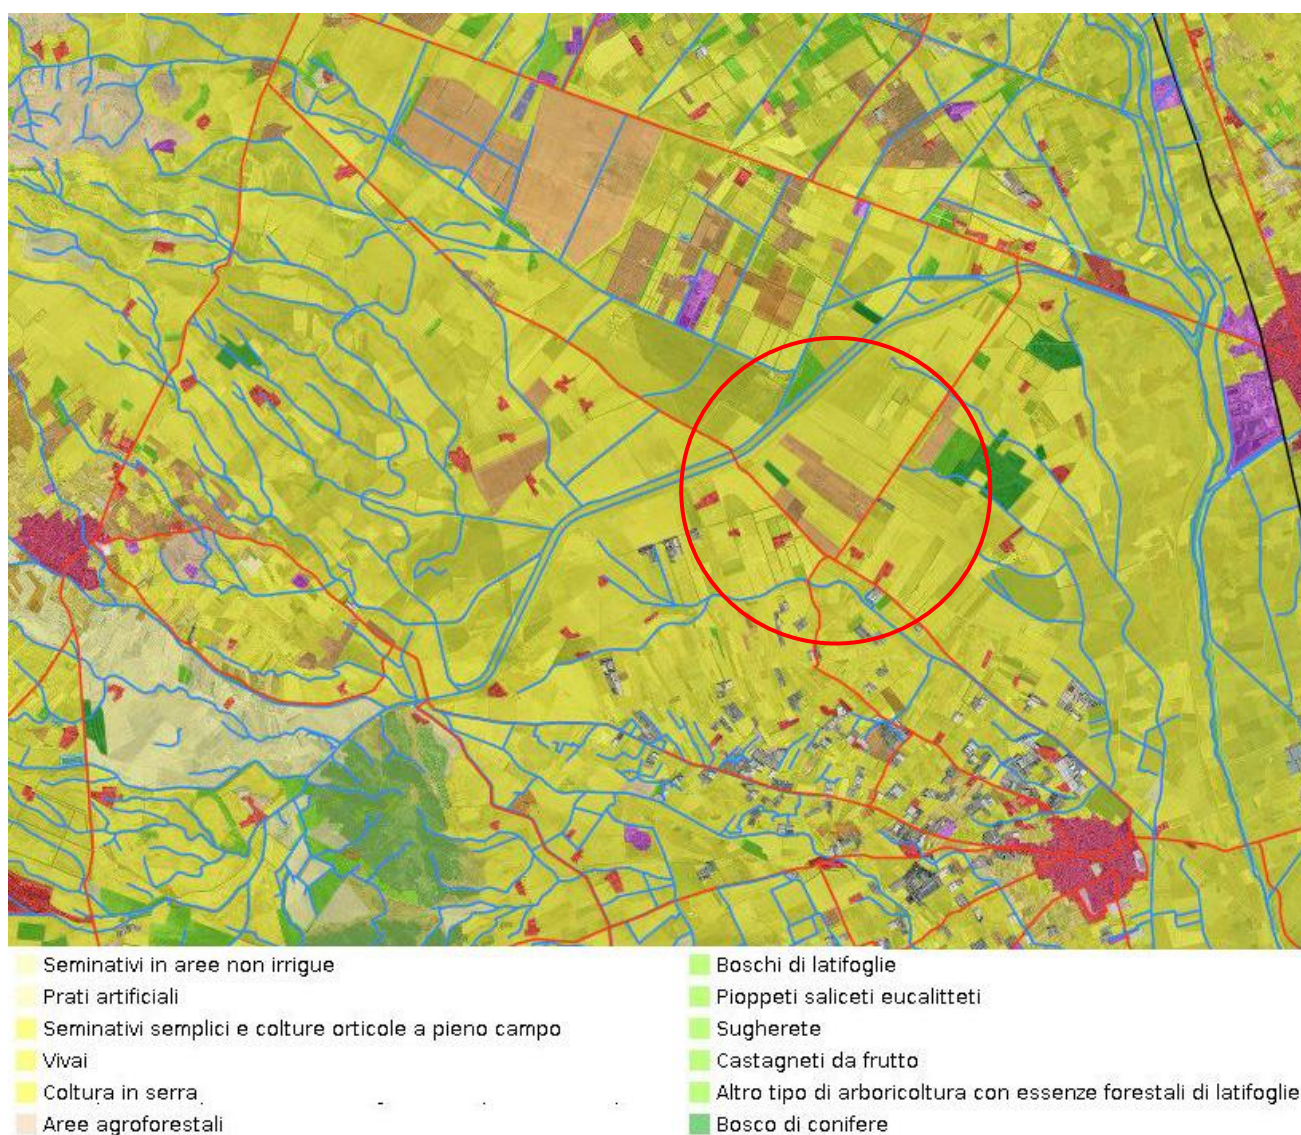 Seminativi in aree non irrigue
Prati artificiali
Seminativi semplici e colture orticole a pieno campo
Vivai
Coltura in serra
Aree agroforestali
Boschi di latifoglie
Pioppeti saliceti eucalitteti
Sugherete
Castagneti da frutto
Altro tipo di arboricoltura con essenze forestali di latifoglie
Bosco di conifere